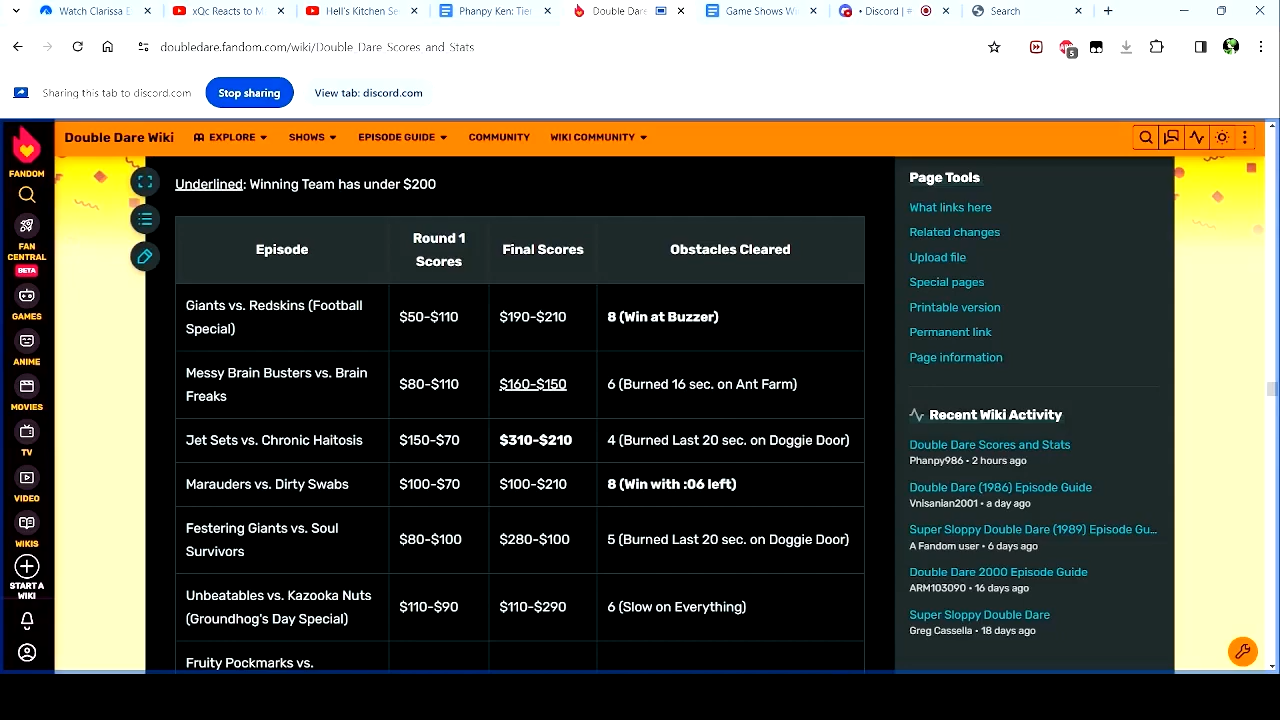 Watch Clarissa E
xQc Reacts to M
Hell's Kitchen Se
Phanpy Ken: Tier
Double Dare
Game Shows Wi
• Discord | #
Search
doubledare.fandom.com/wiki/Double_Dare_Scores_and_Stats
5
Sharing this tab to discord.com
Stop sharing
View tab: discord.com
Double Dare Wiki
EXPLORE
SHOWS
EPISODE GUIDE
COMMUNITY
WIKI COMMUNITY
FANDOM
FAN CENTRAL
BETA
GAMES
ANIME
MOVIES
TV
VIDEO
WIKIS
START A WIKI
Underlined: Winning Team has under $200
Episode
Round 1 Scores
Final Scores
Obstacles Cleared
Giants vs. Redskins (Football Special)
$50-$110
$190-$210
8 (Win at Buzzer)
Messy Brain Busters vs. Brain Freaks
$80-$110
$160-$150
6 (Burned 16 sec. on Ant Farm)
Jet Sets vs. Chronic Haitosis
$150-$70
$310-$210
4 (Burned Last 20 sec. on Doggie Door)
Marauders vs. Dirty Swabs
$100-$70
$100-$210
8 (Win with :06 left)
Festering Giants vs. Soul Survivors
$80-$100
$280-$100
5 (Burned Last 20 sec. on Doggie Door)
Unbeatables vs. Kazooka Nuts (Groundhog's Day Special)
$110-$90
$110-$290
6 (Slow on Everything)
Fruity Pockmarks vs.
Page Tools
What links here
Related changes
Upload file
Special pages
Printable version
Permanent link
Page information
Recent Wiki Activity
Double Dare Scores and Stats
Phanpy986 • 2 hours ago
Double Dare (1986) Episode Guide
Vnisanian2001 • a day ago
Super Sloppy Double Dare (1989) Episode Gu...
A Fandom user • 6 days ago
Double Dare 2000 Episode Guide
ARM103090 • 16 days ago
Super Sloppy Double Dare
Greg Cassella • 18 days ago